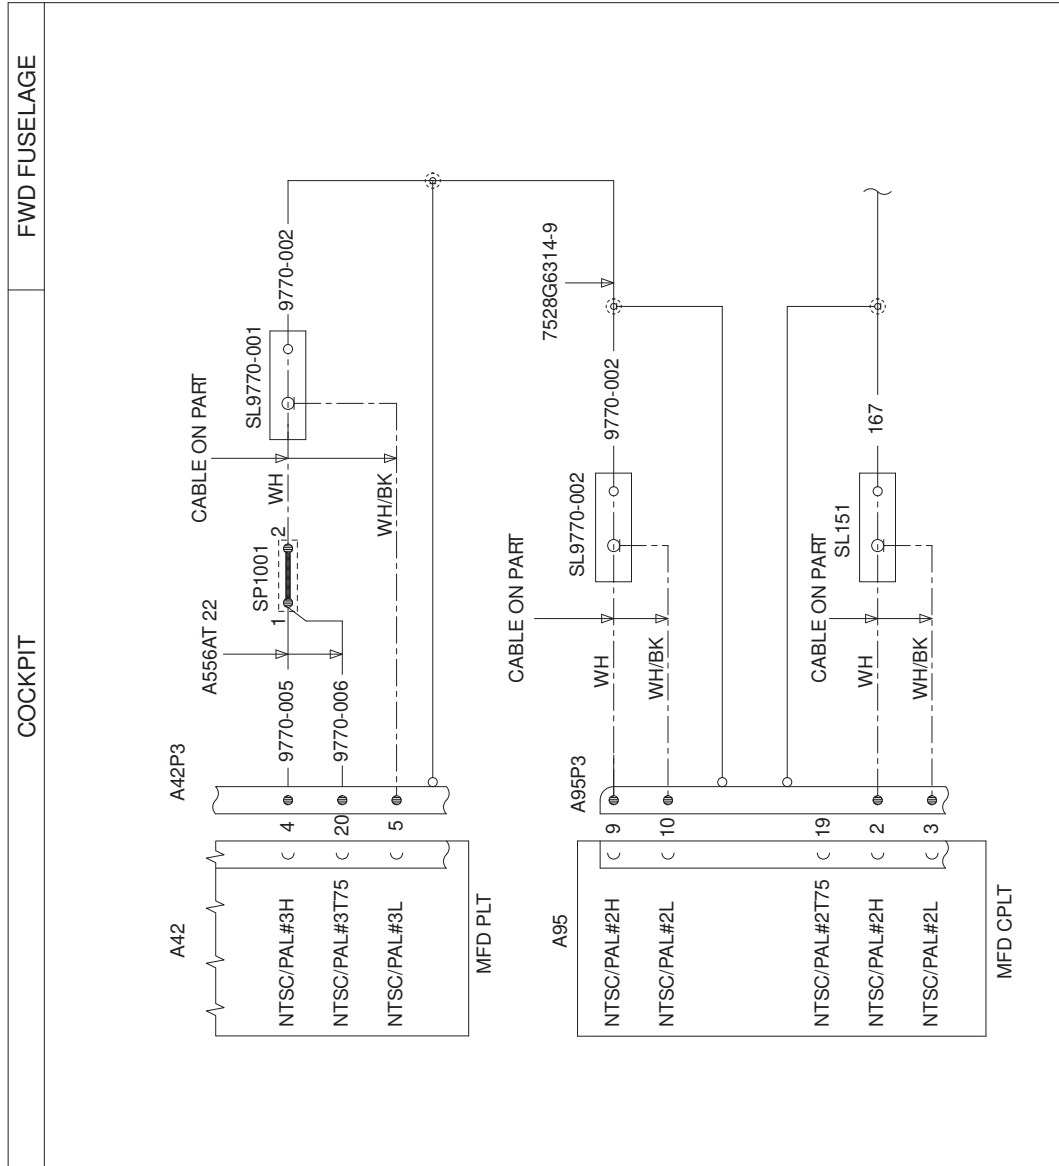 FWD FUSELAGE
COCKPIT
A42
A42P3
NTSC/PAL#3H
4
9770-005
A556AT 22
1
SP1001
2
WH
CABLE ON PART
SL9770-001
9770-002
NTSC/PAL#3T75
20
9770-006
NTSC/PAL#3L
5
WH/BK
MFD PLT
7528G6314-9
A95
A95P3
NTSC/PAL#2H
9
WH
CABLE ON PART
SL9770-002
9770-002
NTSC/PAL#2L
10
WH/BK
NTSC/PAL#2T75
19
NTSC/PAL#2H
2
WH
CABLE ON PART
SL151
167
NTSC/PAL#2L
3
WH/BK
MFD CPLT